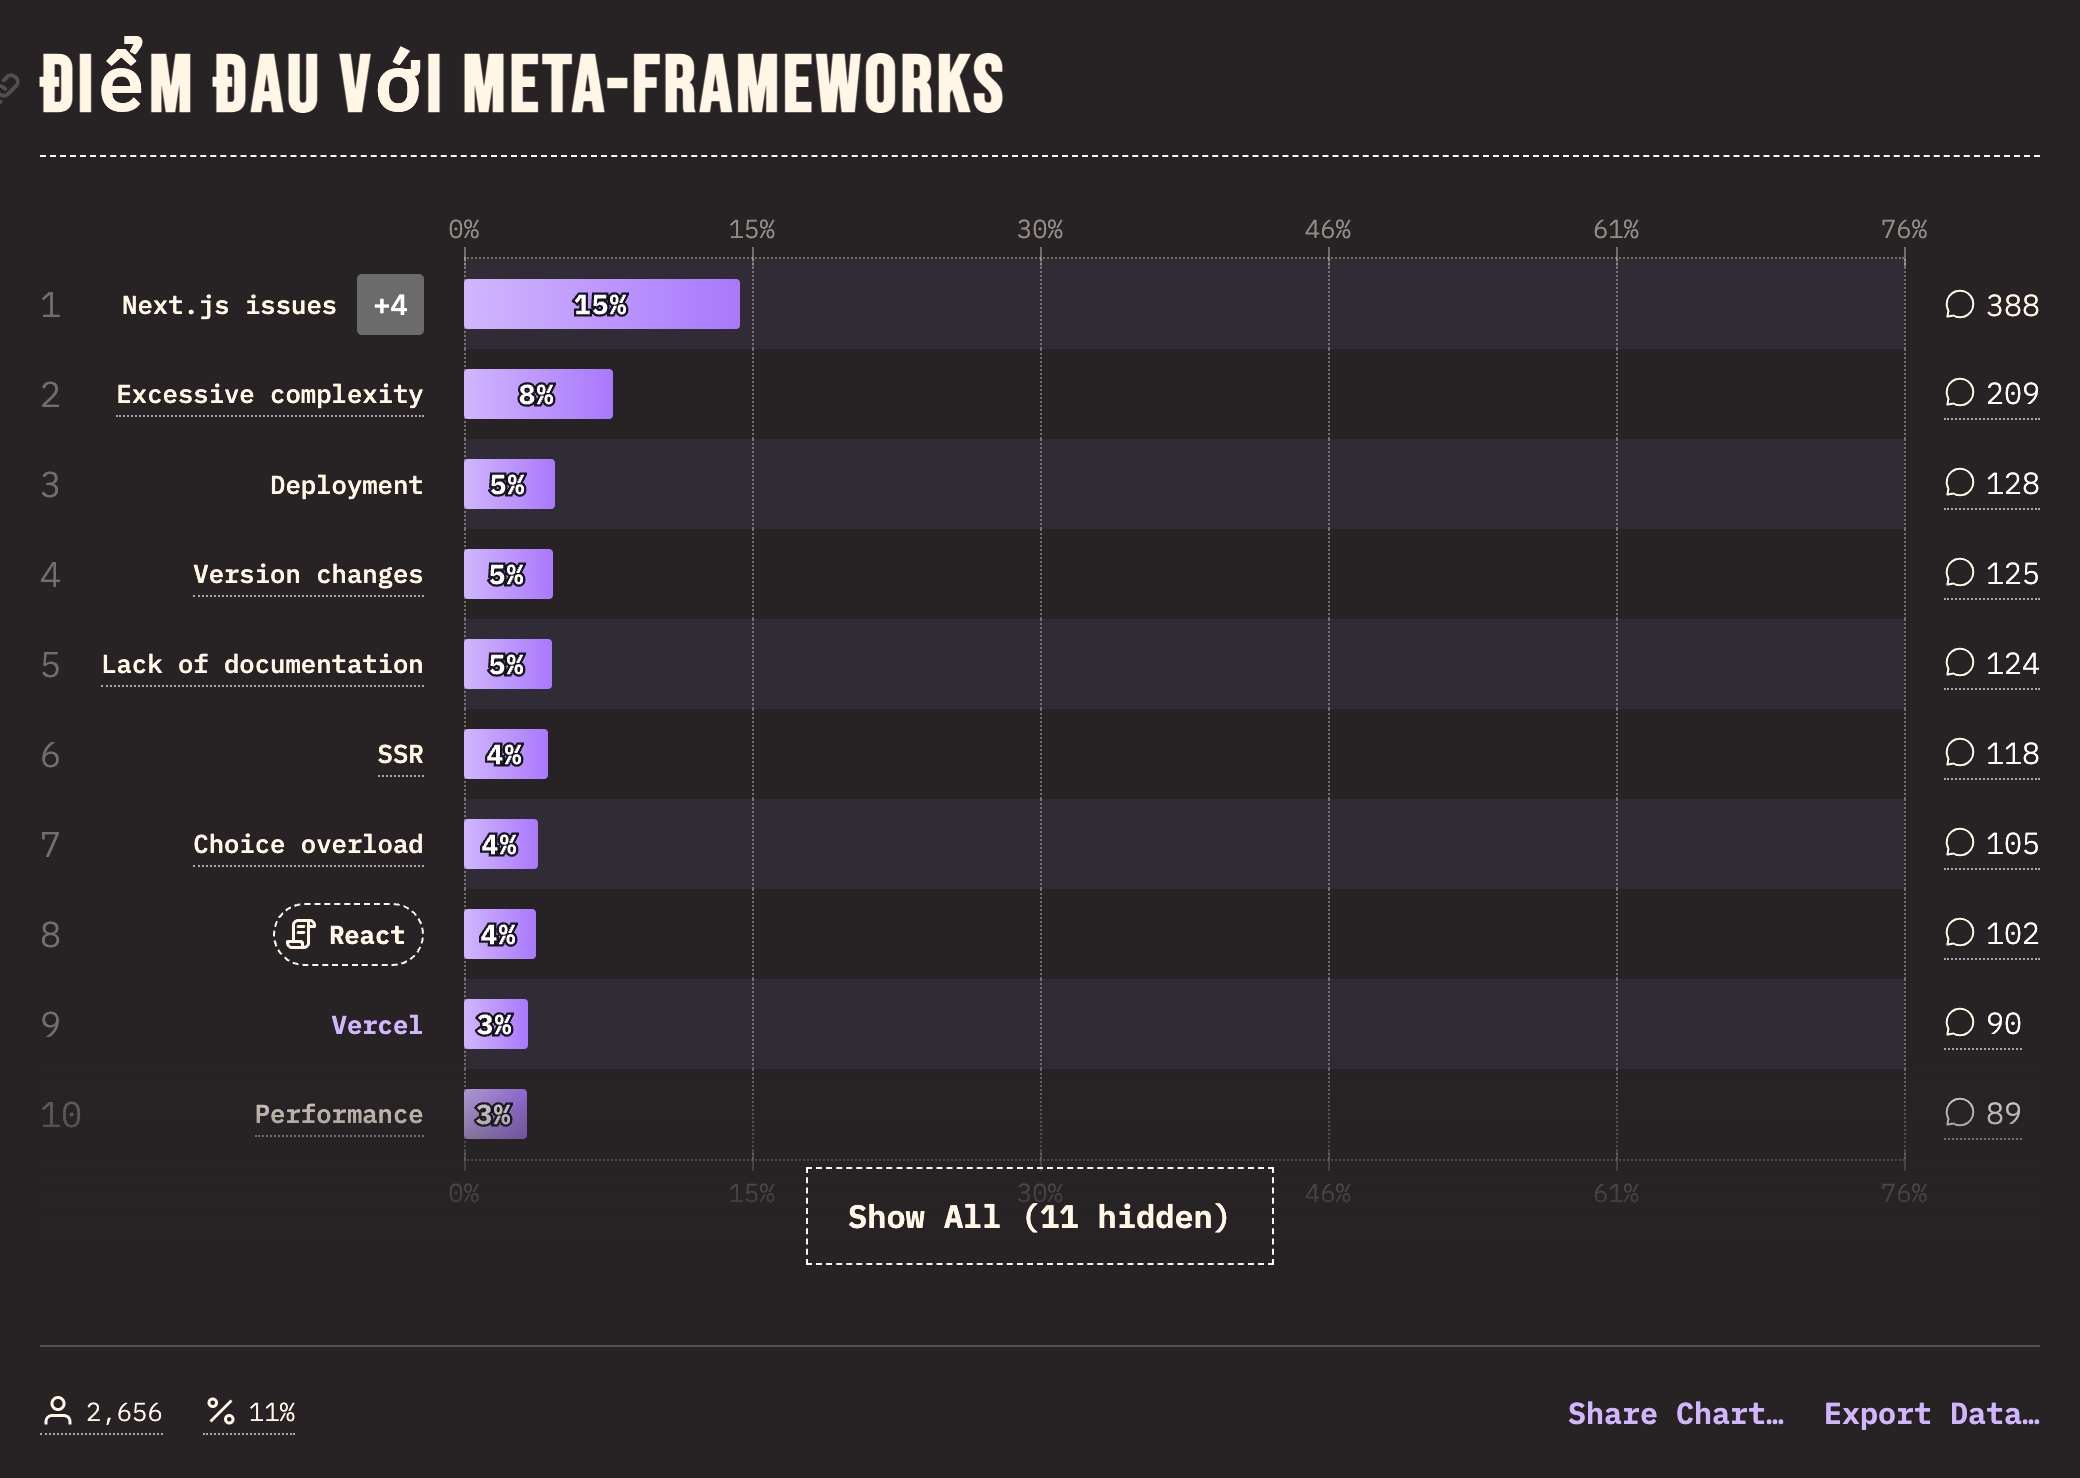 ĐIỂM ĐAU VỚI META-FRAMEWORKS
0% 15% 30% 46% 61% 76%
1 Next.js issues +4 15% 388
2 Excessive complexity 8% 209
3 Deployment 5% 128
4 Version changes 5% 125
5 Lack of documentation 5% 124
6 SSR 4% 118
7 Choice overload 4% 105
8 React 4% 102
9 Vercel 3% 90
10 Performance 3% 89
0% 15% 30% 46% 61% 76%
Show All (11 hidden)
2,656 11% Share Chart… Export Data…